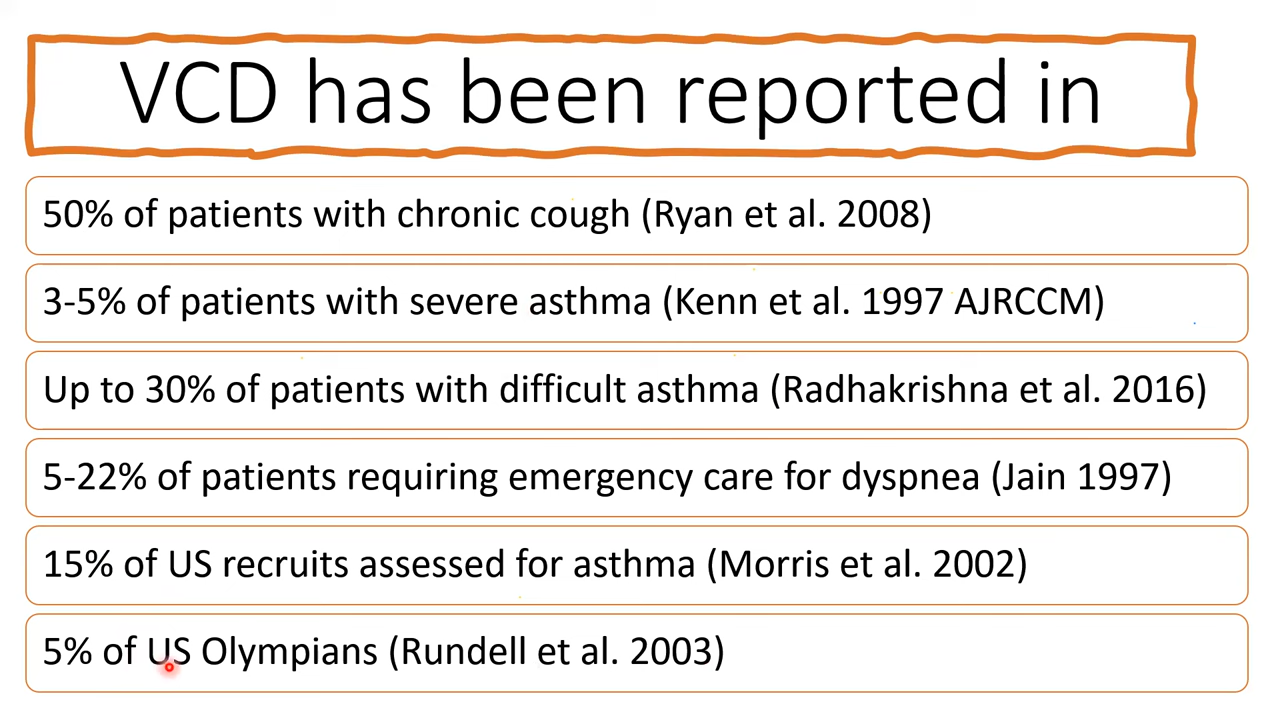 VCD has been reported in
50% of patients with chronic cough (Ryan et al. 2008)
3-5% of patients with severe asthma (Kenn et al. 1997 AJRCCM)
Up to 30% of patients with difficult asthma (Radhakrishna et al. 2016)
5-22% of patients requiring emergency care for dyspnea (Jain 1997)
15% of US recruits assessed for asthma (Morris et al. 2002)
5% of US Olympians (Rundell et al. 2003)